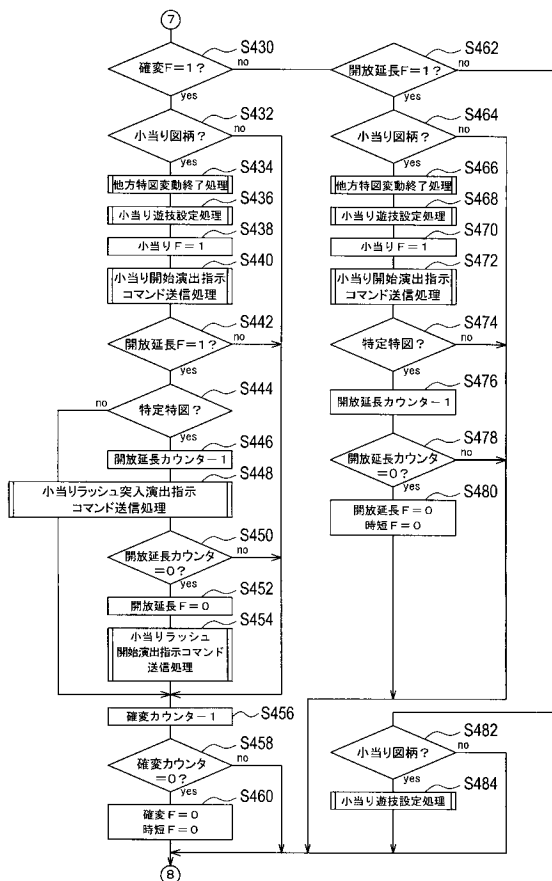 ⑦
S430
確変F=1?
no
yes
S432
小当り図柄?
no
yes
S434
他方特図変動終了処理
S436
小当り遊技設定処理
S438
小当りF=1
S440
小当り開始演出指示
コマンド送信処理
S442
開放延長F=1?
no
yes
S444
no
特定特図?
yes
S446
開放延長カウンタ-1
S448
小当りラッシュ突入演出指示
コマンド送信処理
S450
開放延長カウンタ
=0?
no
yes
S452
開放延長F=0
S454
小当りラッシュ
開始演出指示コマンド
送信処理
確変カウンタ-1
S456
S458
確変カウンタ
=0?
no
yes
S460
確変F=0
時短F=0
⑧
S462
開放延長F=1?
no
yes
S464
小当り図柄?
no
yes
S466
他方特図変動終了処理
S468
小当り遊技設定処理
S470
小当りF=1
S472
小当り開始演出指示
コマンド送信処理
S474
特定特図?
no
yes
S476
開放延長カウンタ-1
S478
開放延長カウンタ
=0?
no
yes
S480
開放延長F=0
時短F=0
S482
小当り図柄?
no
yes
S484
小当り遊技設定処理